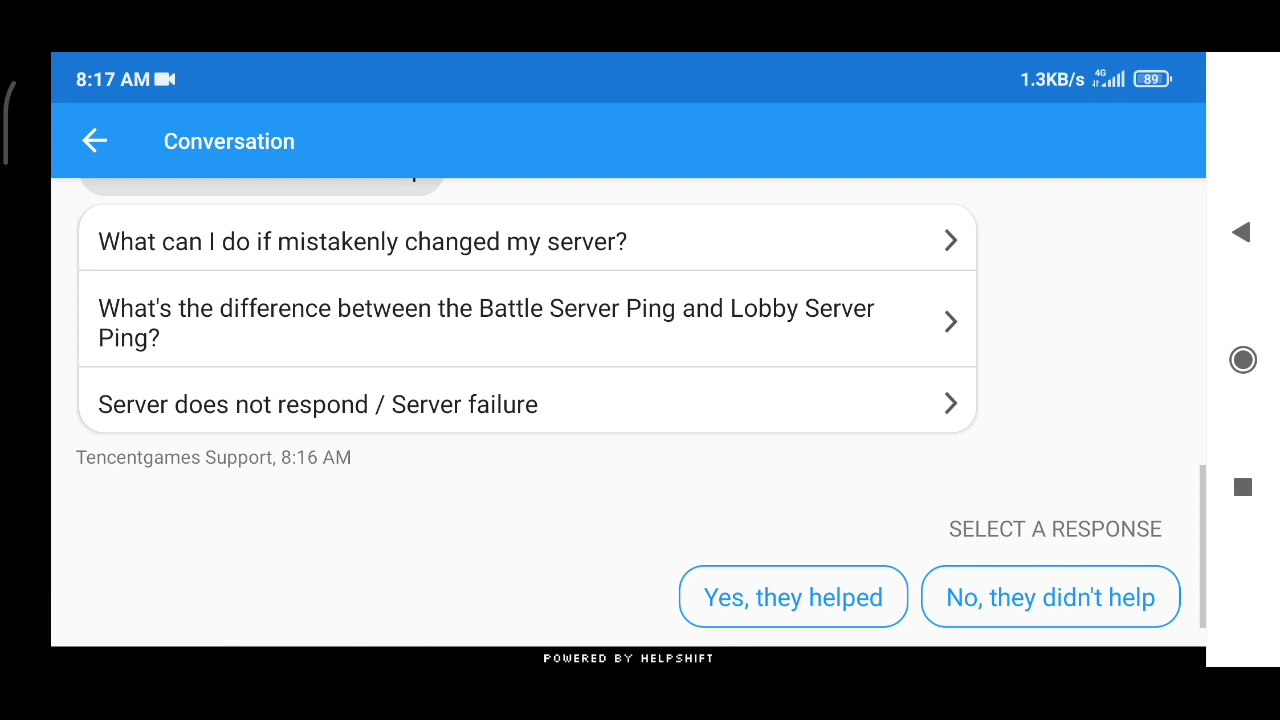 8:17 AM
1.3KB/s 4G 89
Conversation
What can I do if mistakenly changed my server?
What's the difference between the Battle Server Ping and Lobby Server
Ping?
Server does not respond / Server failure
Tencentgames Support, 8:16 AM
SELECT A RESPONSE
Yes, they helped
No, they didn't help
POWERED BY HELPSHIFT